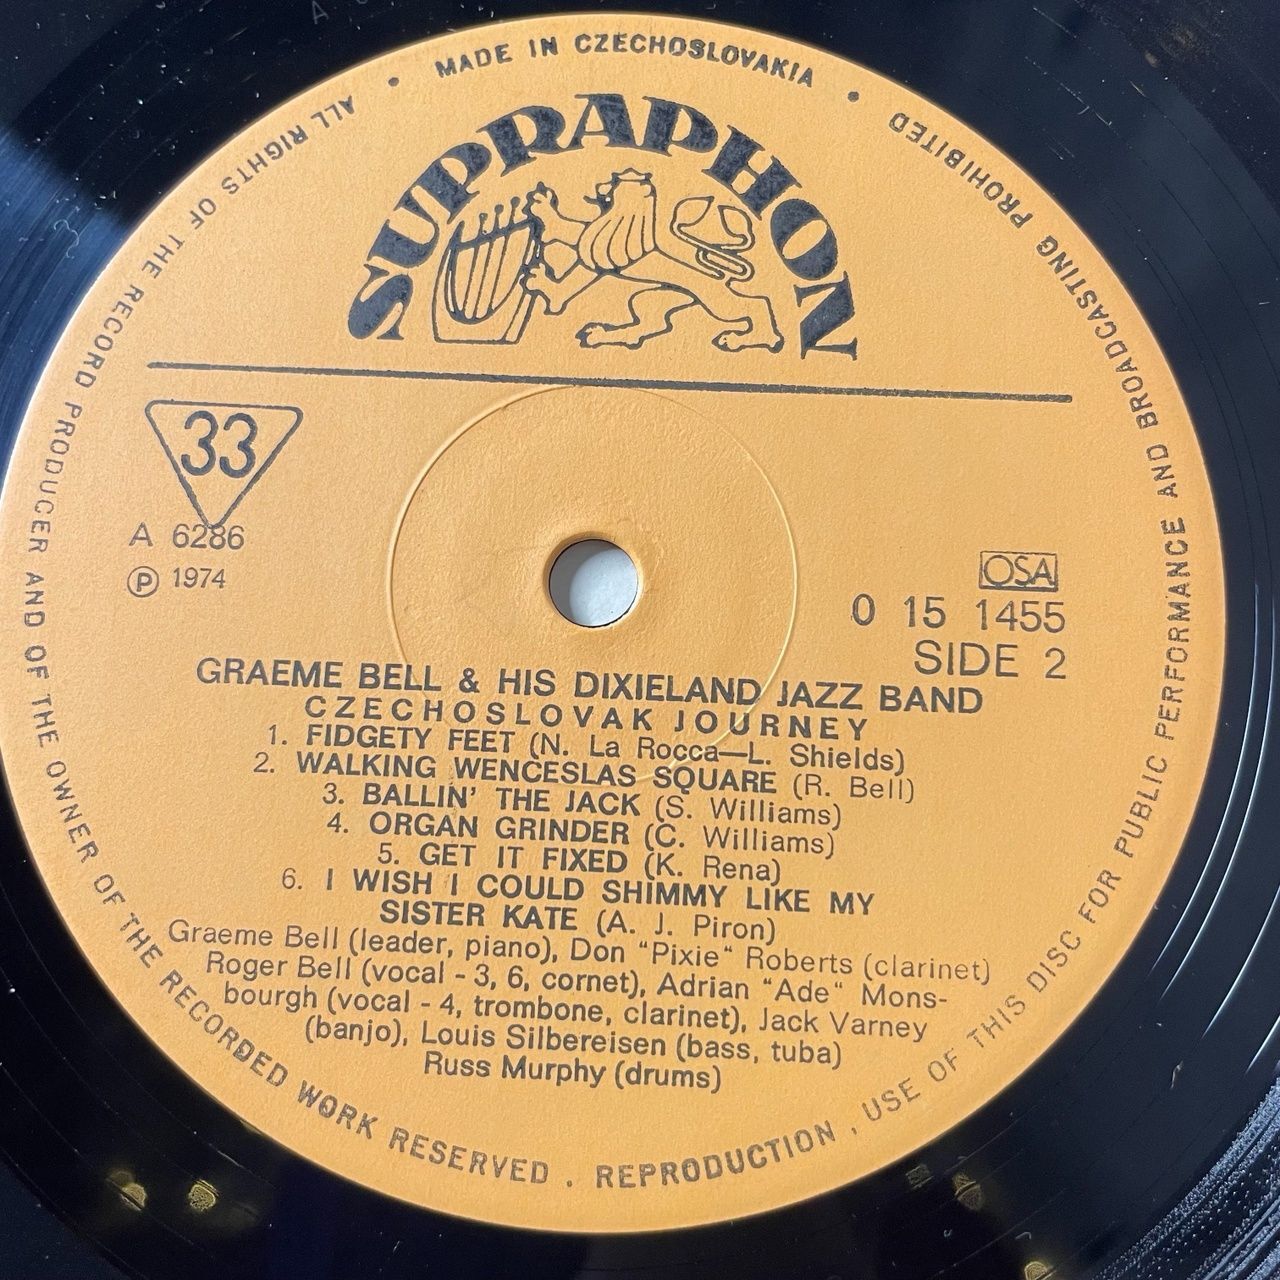 MADE IN CZECHOSLOVAKIA
ALL RIGHTS OF THE RECORD PRODUCER AND OF THE OWNER OF THE RECORDED WORK RESERVED . REPRODUCTION , USE OF THIS DISC FOR PUBLIC PERFORMANCE AND BROADCASTING PROHIBITED
SUPRAPHON
33
A 6286
Ⓟ 1974
OSA
0 15 1455
SIDE 2
GRAEME BELL & HIS DIXIELAND JAZZ BAND
CZECHOSLOVAK JOURNEY
1. FIDGETY FEET (N. La Rocca—L. Shields)
2. WALKING WENCESLAS SQUARE (R. Bell)
3. BALLIN' THE JACK (S. Williams)
4. ORGAN GRINDER (C. Williams)
5. GET IT FIXED (K. Rena)
6. I WISH I COULD SHIMMY LIKE MY
SISTER KATE (A. J. Piron)
Graeme Bell (leader, piano), Don "Pixie" Roberts (clarinet)
Roger Bell (vocal - 3, 6, cornet), Adrian "Ade" Mons-
bourgh (vocal - 4, trombone, clarinet), Jack Varney
(banjo), Louis Silbereisen (bass, tuba)
Russ Murphy (drums)